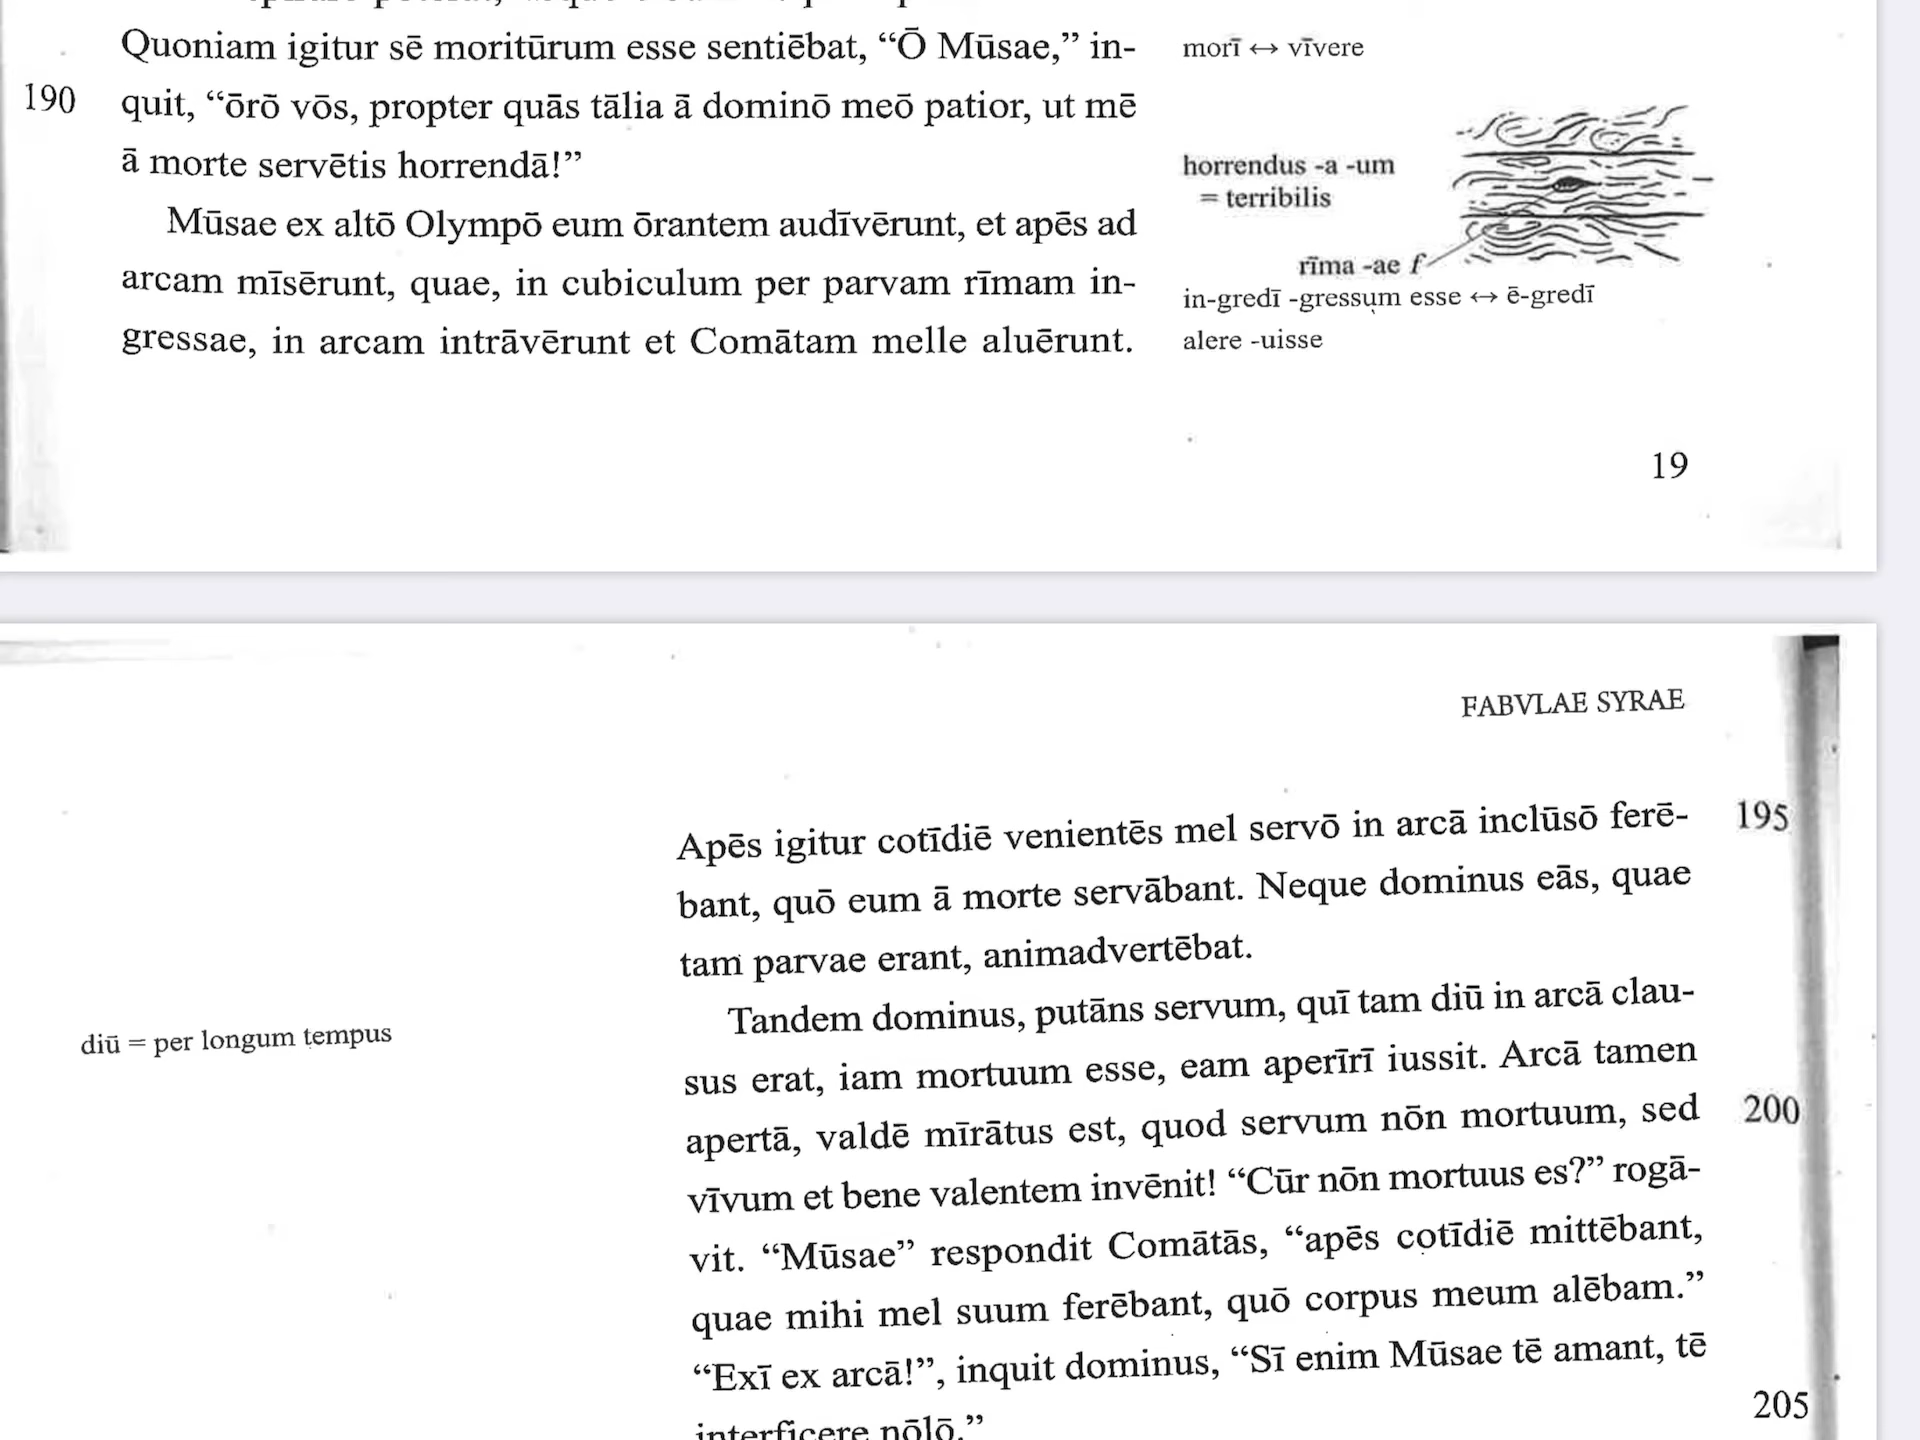 Quoniam igitur sē moritūrum esse sentiēbat, “Ō Mūsae,” in-
morī ↔ vīvere
190
quit, “ōrō vōs, propter quās tālia ā dominō meō patior, ut mē
ā morte servētis horrendā!”
horrendus -a -um
= terribilis
Mūsae ex altō Olympō eum ōrantem audīvērunt, et apēs ad
rīma -ae f
arcam mīsērunt, quae, in cubiculum per parvam rīmam in-
in-gredī -gressum esse ↔ ē-gredī
gressae, in arcam intrāvērunt et Comātam melle aluērunt.
alere -uisse
19
FABVLAE SYRAE
Apēs igitur cotīdiē venientēs mel servō in arcā inclūsō ferē-
195
bant, quō eum ā morte servābant. Neque dominus eās, quae
tam parvae erant, animadvertēbat.
Tandem dominus, putāns servum, quī tam diū in arcā clau-
diū = per longum tempus
sus erat, iam mortuum esse, eam aperīrī iussit. Arcā tamen
apertā, valdē mīrātus est, quod servum nōn mortuum, sed
200
vīvum et bene valentem invēnit! “Cūr nōn mortuus es?” rogā-
vit. “Mūsae” respondit Comātās, “apēs cotīdiē mittēbant,
quae mihi mel suum ferēbant, quō corpus meum alēbam.”
“Exī ex arcā!”, inquit dominus, “Sī enim Mūsae tē amant, tē
interficere nōlō.”
205